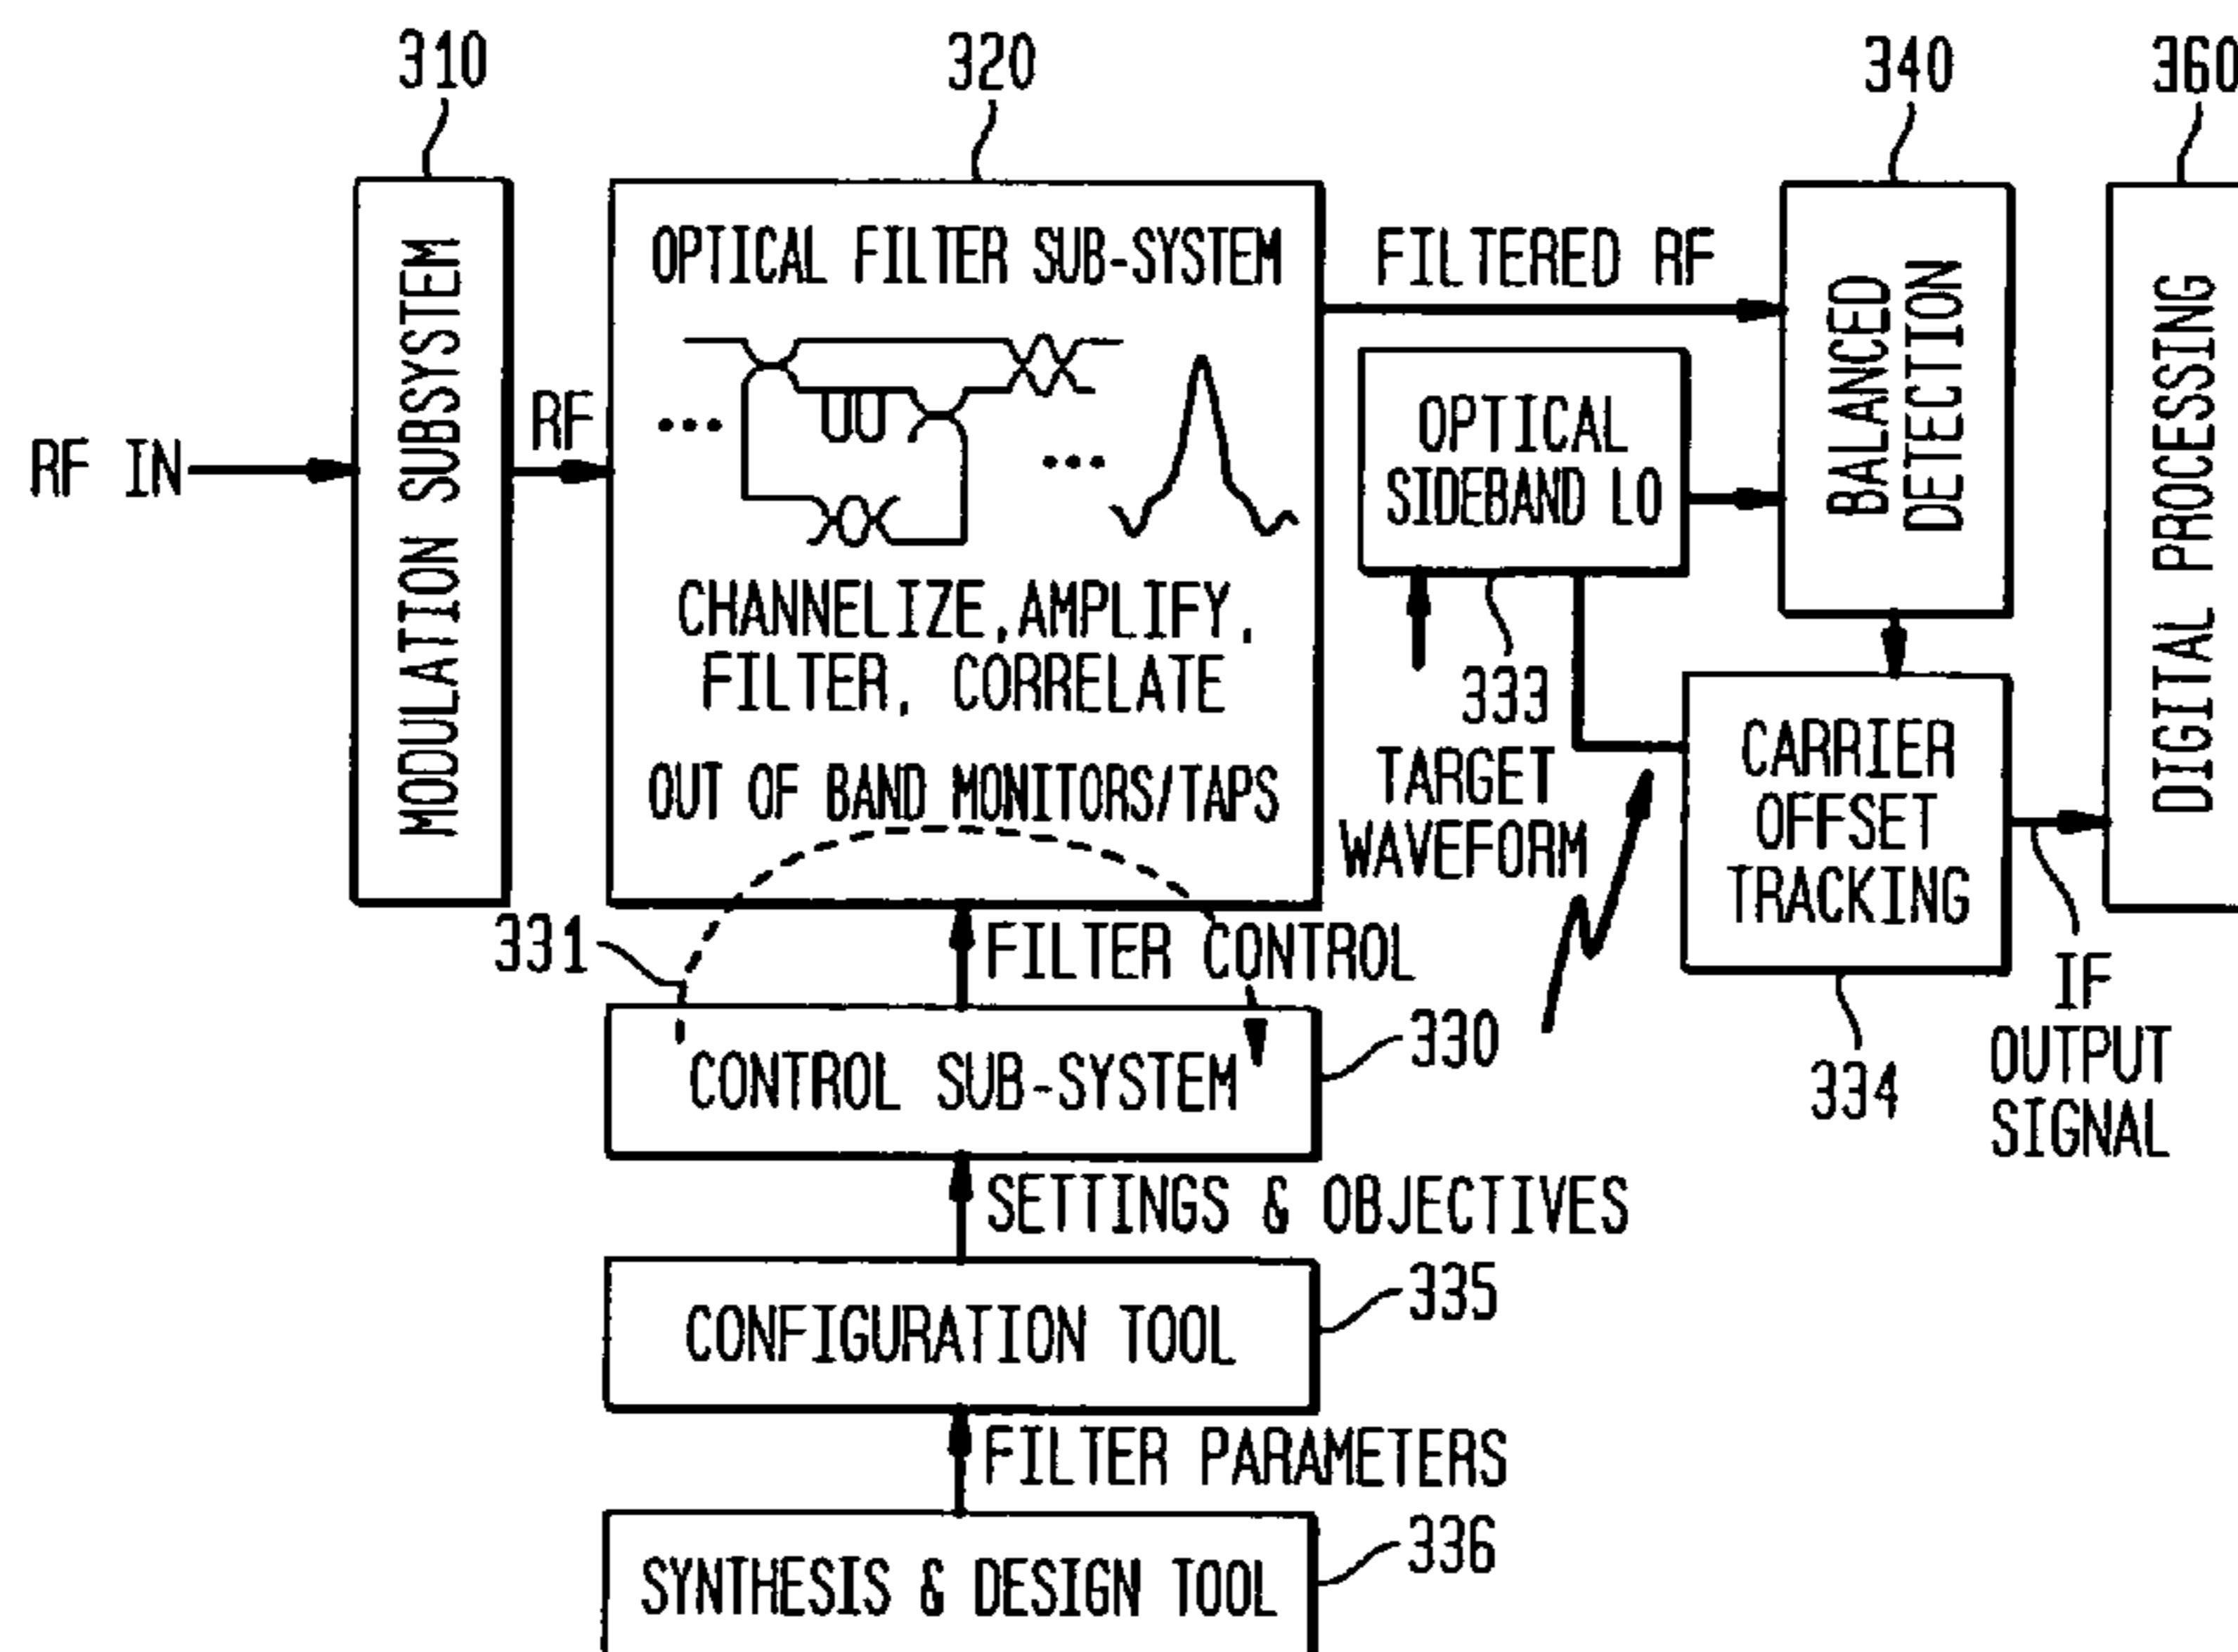 310
320
340
360
RF IN
MODULATION SUBSYSTEM
RF
OPTICAL FILTER SUB-SYSTEM
CHANNELIZE, AMPLIFY,
FILTER, CORRELATE
OUT OF BAND MONITORS/TAPS
FILTERED RF
OPTICAL
SIDEBAND LO
333
TARGET
WAVEFORM
BALANCED
DETECTION
CARRIER
OFFSET
TRACKING
334
DIGITAL PROCESSING
IF
OUTPUT
SIGNAL
331
FILTER CONTROL
CONTROL SUB-SYSTEM
330
SETTINGS & OBJECTIVES
CONFIGURATION TOOL
335
FILTER PARAMETERS
SYNTHESIS & DESIGN TOOL
336